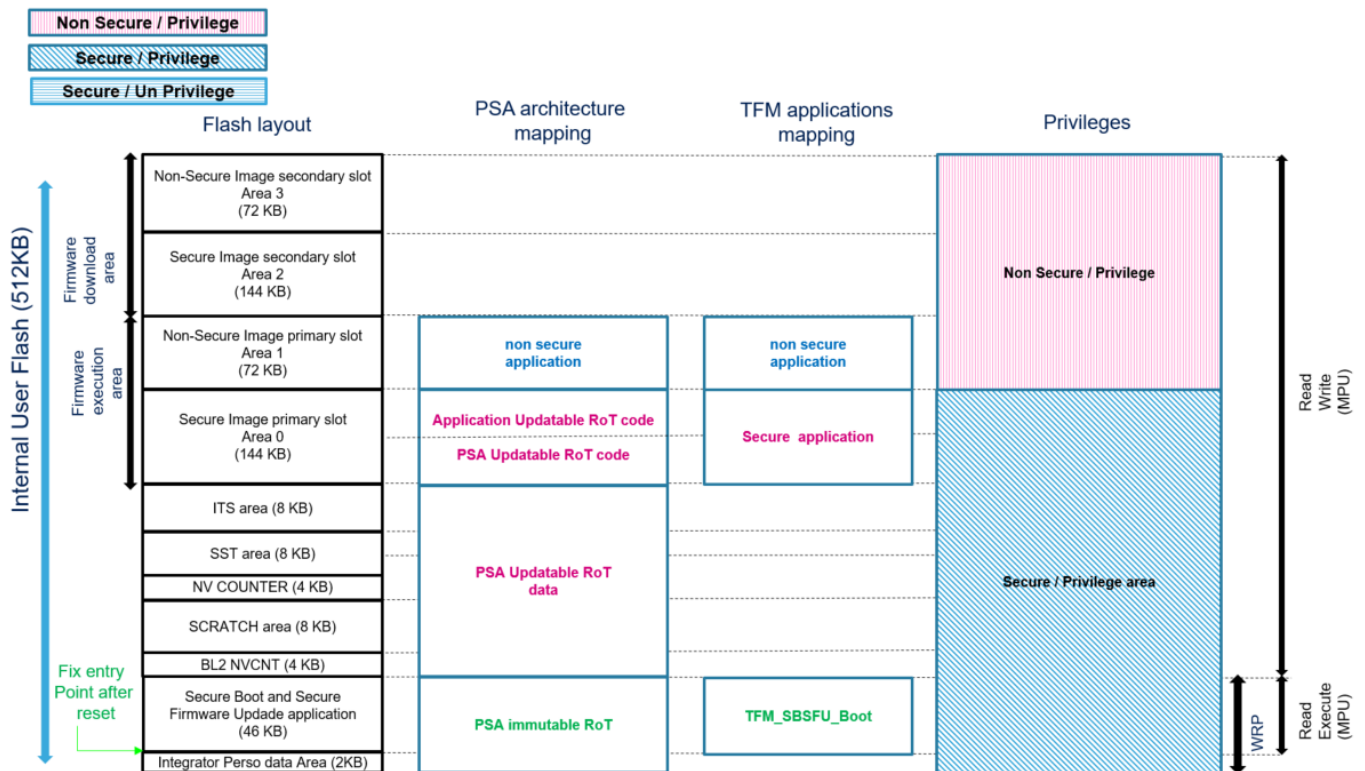 Non Secure / Privilege
Secure / Privilege
Secure / Un Privilege
Flash layout
PSA architecture
mapping
TFM applications
mapping
Privileges
Internal User Flash (512KB)
Firmware
download
area
Firmware
execution
area
Non-Secure Image secondary slot
Area 3
(72 KB)
Secure Image secondary slot
Area 2
(144 KB)
Non-Secure Image primary slot
Area 1
(72 KB)
Secure Image primary slot
Area 0
(144 KB)
ITS area (8 KB)
SST area (8 KB)
NV COUNTER (4 KB)
SCRATCH area (8 KB)
BL2 NVCNT (4 KB)
Secure Boot and Secure
Firmware Updade application
(46 KB)
Integrator Perso data Area (2KB)
Fix entry
Point after
reset
non secure
application
Application Updatable RoT code
PSA Updatable RoT code
PSA Updatable RoT
data
PSA immutable RoT
non secure
application
Secure application
TFM_SBSFU_Boot
Non Secure / Privilege
Secure / Privilege area
Read
Write
(MPU)
WRP
Read
Execute
(MPU)